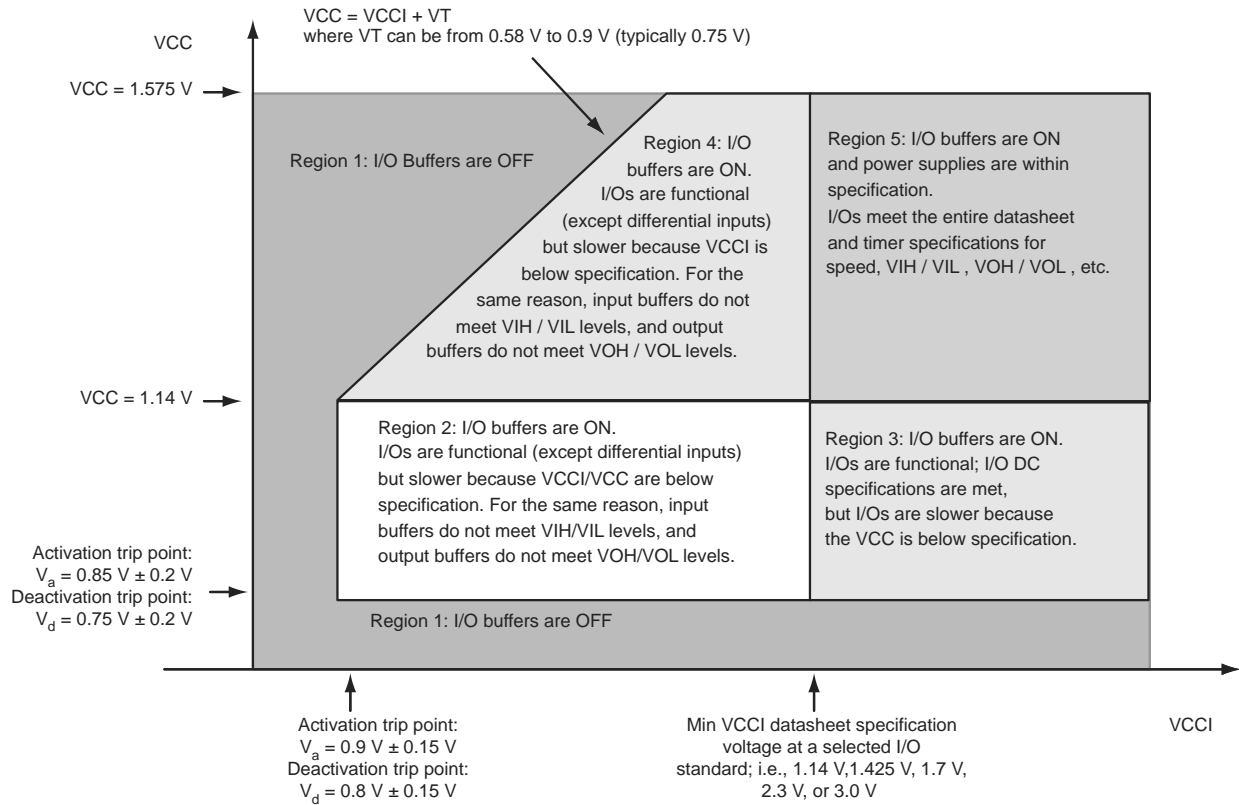 VCC = VCCI + VT
where VT can be from 0.58 V to 0.9 V (typically 0.75 V)
VCC
VCC = 1.575 V
Region 1: I/O Buffers are OFF
Region 4: I/O
buffers are ON.
I/Os are functional
(except differential inputs)
but slower because VCCI is
below specification. For the
same reason, input buffers do not
meet VIH / VIL levels, and output
buffers do not meet VOH / VOL levels.
Region 5: I/O buffers are ON
and power supplies are within
specification.
I/Os meet the entire datasheet
and timer specifications for
speed, VIH / VIL , VOH / VOL , etc.
VCC = 1.14 V
Region 2: I/O buffers are ON.
I/Os are functional (except differential inputs)
but slower because VCCI/VCC are below
specification. For the same reason, input
buffers do not meet VIH/VIL levels, and
output buffers do not meet VOH/VOL levels.
Region 3: I/O buffers are ON.
I/Os are functional; I/O DC
specifications are met,
but I/Os are slower because
the VCC is below specification.
Activation trip point:
Va = 0.85 V ± 0.2 V
Deactivation trip point:
Vd = 0.75 V ± 0.2 V
Region 1: I/O buffers are OFF
Activation trip point:
Va = 0.9 V ± 0.15 V
Deactivation trip point:
Vd = 0.8 V ± 0.15 V
Min VCCI datasheet specification
voltage at a selected I/O
standard; i.e., 1.14 V,1.425 V, 1.7 V,
2.3 V, or 3.0 V
VCCI